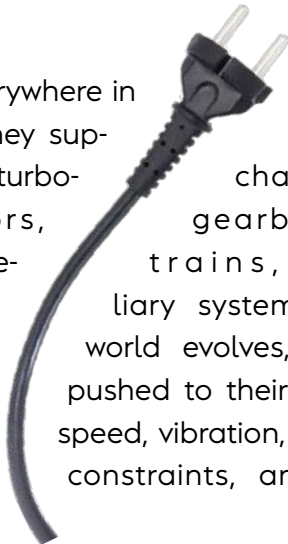 rywhere in
hey sup-
turbo- cha
rs, gearb
e- trains,
liary system
world evolves,
pushed to their
speed, vibration,
constraints, an